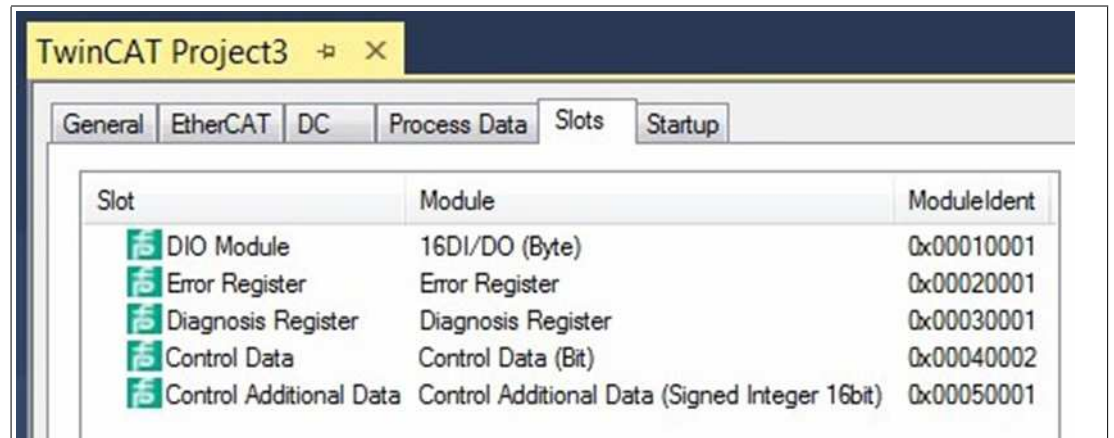 TwinCAT Project3
General EtherCAT DC Process Data Slots Startup
Slot Module ModuleIdent
DIO Module 16DI/DO (Byte) 0x00010001
Error Register Error Register 0x00020001
Diagnosis Register Diagnosis Register 0x00030001
Control Data Control Data (Bit) 0x00040002
Control Additional Data Control Additional Data (Signed Integer 16bit) 0x00050001